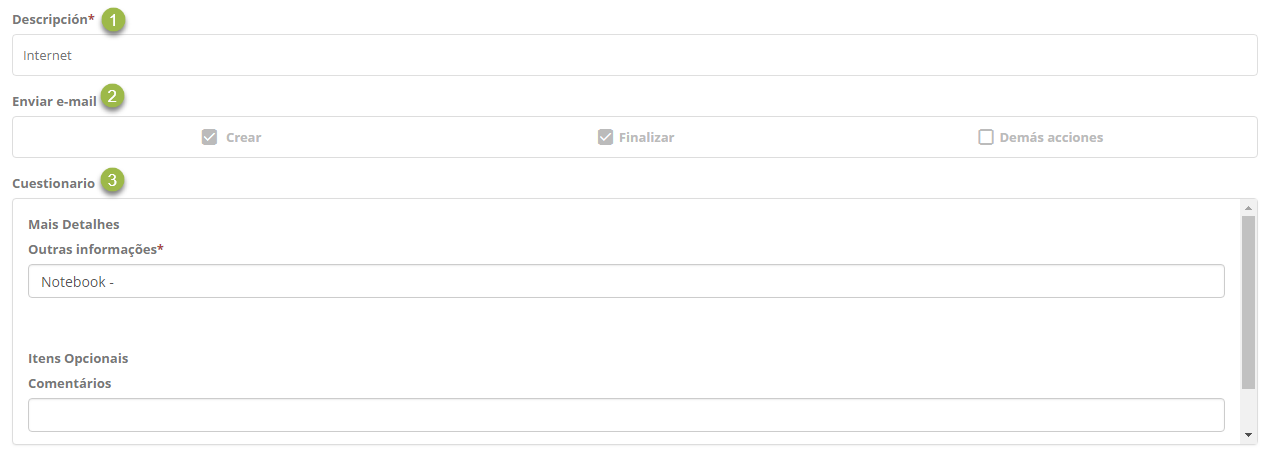 Descripción* 1
Internet
Enviar e-mail 2
Crear Finalizar Demás acciones
Cuestionario 3
Mais Detalhes
Outras informações*
Notebook -
Itens Opcionais
Comentários